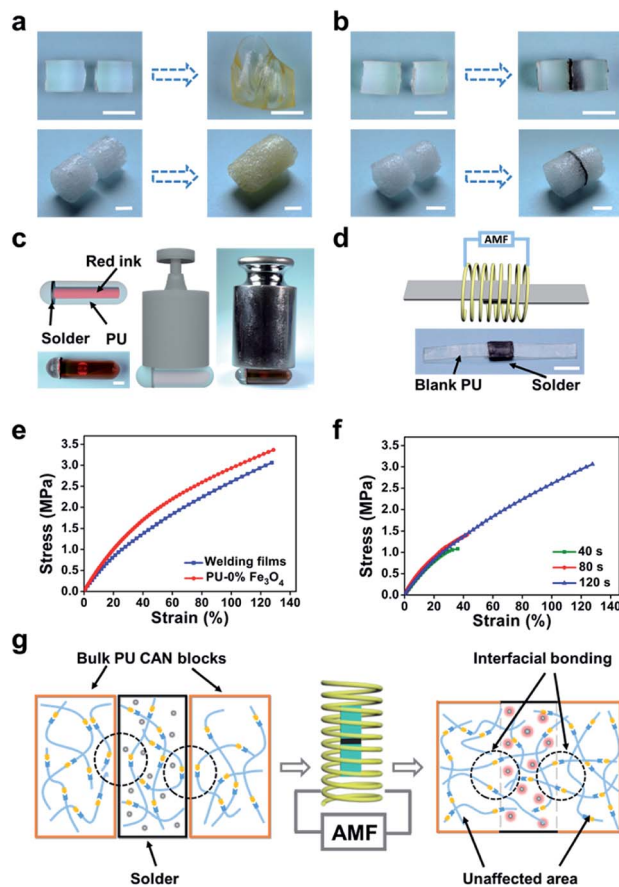 a
b
c
Red ink
Solder
PU
d
AMF
Blank PU
Solder
e
Stress (MPa)
3.5
3.0
2.5
2.0
1.5
1.0
0.5
0.0
Welding films
PU-0% Fe₃O₄
0 20 40 60 80 100 120 140
Strain (%)
f
Stress (MPa)
3.5
3.0
2.5
2.0
1.5
1.0
0.5
0.0
40 s
80 s
120 s
0 20 40 60 80 100 120 140
Strain (%)
g
Bulk PU CAN blocks
Interfacial bonding
AMF
Solder
Unaffected area